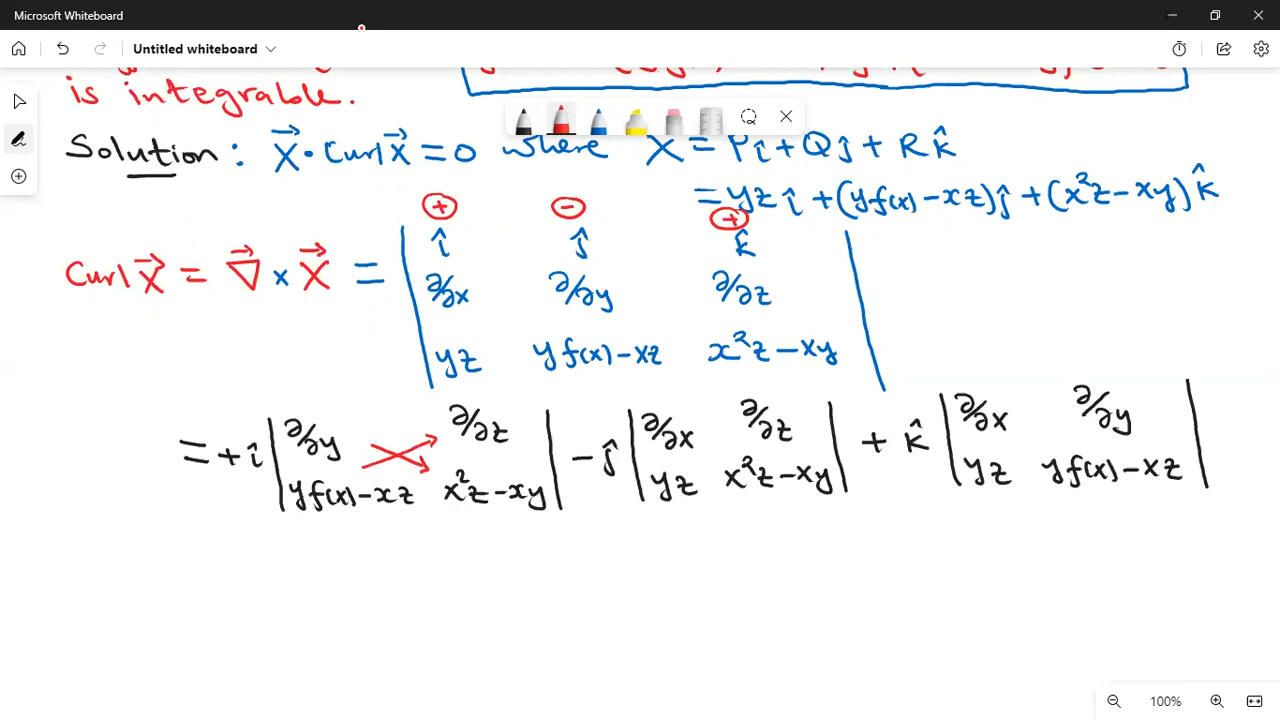 Microsoft Whiteboard
Untitled whiteboard
is integrable.
Solution: X⃗ · Curl X⃗ = 0 where X = Pî + Qĵ + Rk̂
= yz î + (yf(x) - xz)ĵ + (x²z - xy)k̂
+ - +
î ĵ k̂
Curl X⃗ = ∇⃗ × X⃗ = | ∂/∂x ∂/∂y ∂/∂z |
yz yf(x) - xz x²z - xy
= + î | ∂/∂y ∂/∂z | - ĵ | ∂/∂x ∂/∂z | + k̂ | ∂/∂x ∂/∂y |
yf(x) - xz x²z - xy yz x²z - xy yz yf(x) - xz
100%